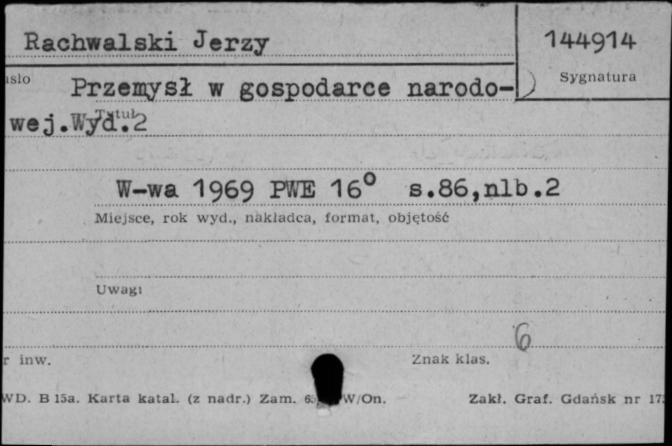 Rachwalski Jerzy
144914
Sygnatura
Przemysł w gospodarce narodo-
wej.Wyd.2
Tytuł
W-wa 1969 PWE 16° s.86,nlb.2
Miejsce, rok wyd., nakładca, format, objętość
Uwagi
6
r inw.
Znak klas.
WD. B 15a. Karta katal. (z nadr.) Zam. W/On.
Zakł. Graf. Gdańsk nr